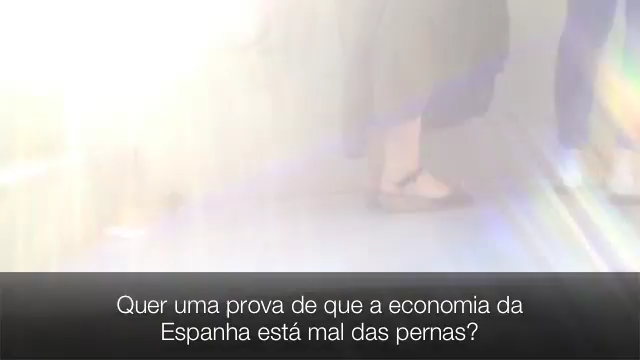 Quer uma prova de que a economia da
Espanha está mal das pernas?